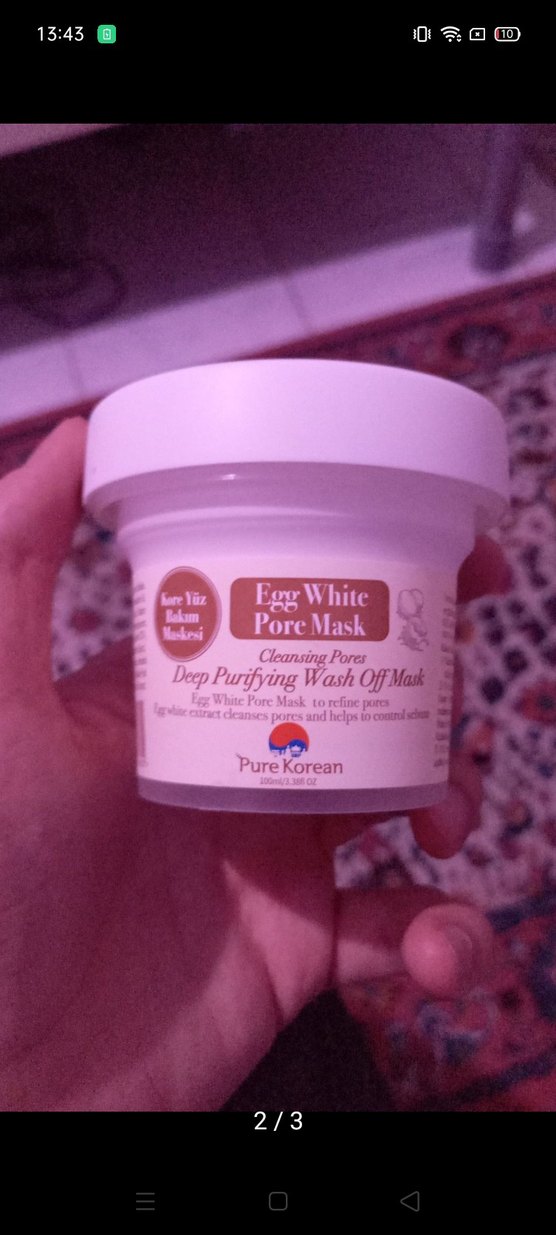 13:43
10
Kore Yüz
Bakım
Maskesi
Egg White
Pore Mask
Cleansing Pores
Deep Purifying Wash Off Mask
Egg White Pore Mask to refine pores
Egg white extract cleanses pores and helps to control sebum
Pure Korean
100ml/3.38fl OZ
2 / 3